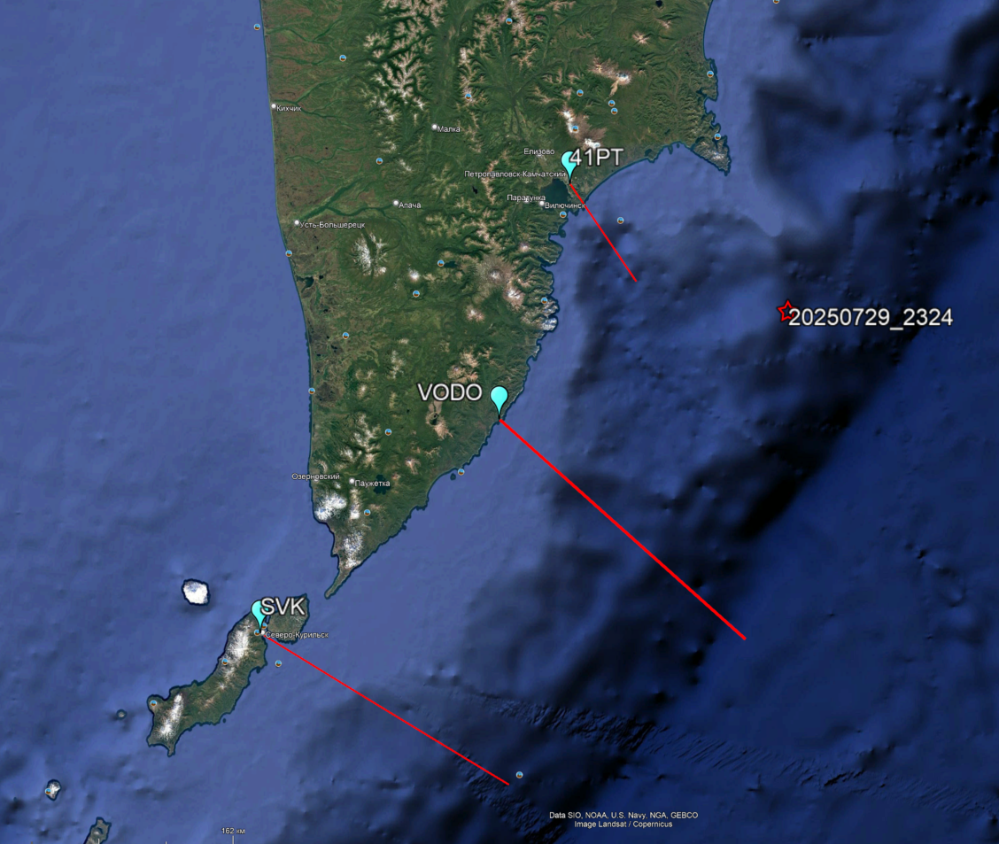 Кихчик
Малка
Елизово
41PT
Петропавловск-Камчатский
Апача
Паратунка
Вилючинск
Усть-Большерецк
20250729_2324
VODO
Озерновский
Паужетка
SVK
Северо-Курильск
Data SIO, NOAA, U.S. Navy, NGA, GEBCO
Image Landsat / Copernicus
162 км